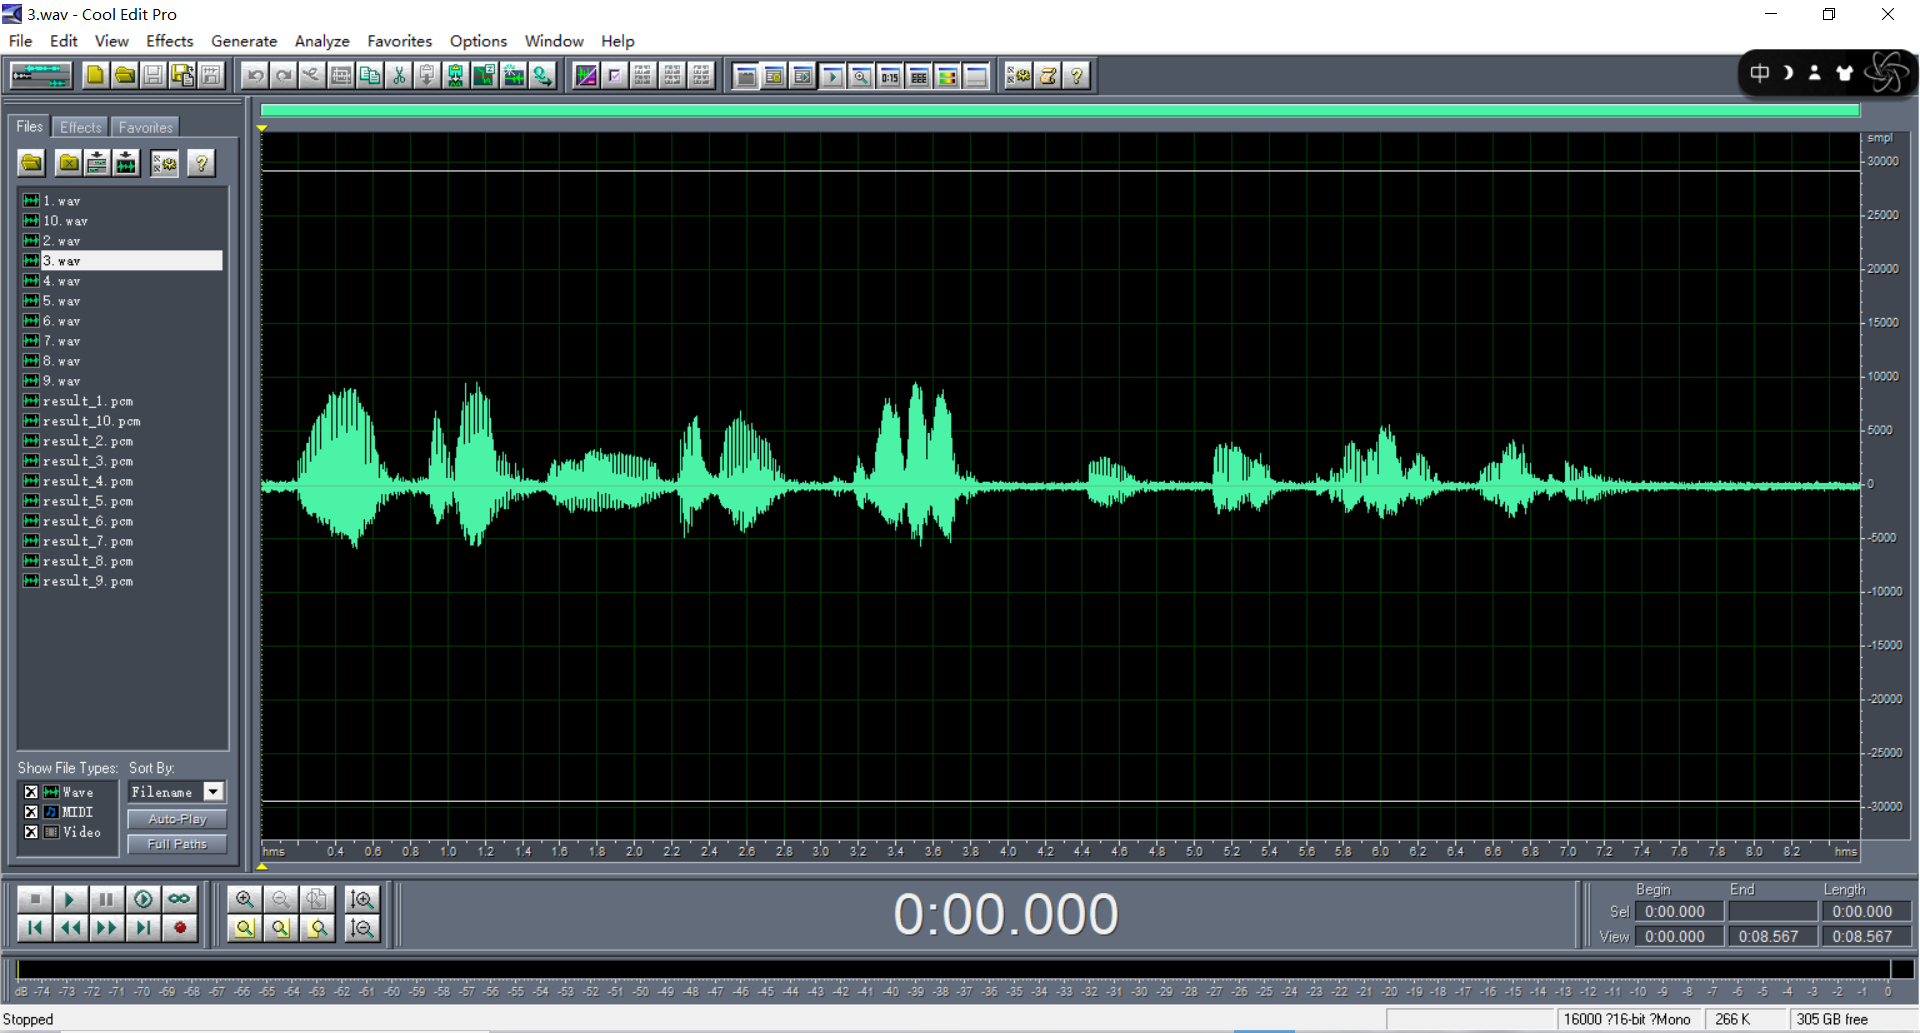 3.wav - Cool Edit Pro
File Edit View Effects Generate Analyze Favorites Options Window Help
中
Files Effects Favorites
1.wav
10.wav
2.wav
3.wav
4.wav
5.wav
6.wav
7.wav
8.wav
9.wav
result_1.pcm
result_10.pcm
result_2.pcm
result_3.pcm
result_4.pcm
result_5.pcm
result_6.pcm
result_7.pcm
result_8.pcm
result_9.pcm
Show File Types: Sort By:
Wave Filename
MIDI Auto-Play
Video Full Paths
smpl
30000
25000
20000
15000
10000
5000
0
-5000
-10000
-15000
-20000
-25000
-30000
hms 0.4 0.6 0.8 1.0 1.2 1.4 1.6 1.8 2.0 2.2 2.4 2.6 2.8 3.0 3.2 3.4 3.6 3.8 4.0 4.2 4.4 4.6 4.8 5.0 5.2 5.4 5.6 5.8 6.0 6.2 6.4 6.6 6.8 7.0 7.2 7.4 7.6 7.8 8.0 8.2 hms
0:00.000
Begin End Length
Sel 0:00.000 0:00.000
View 0:00.000 0:08.567 0:08.567
dB -74 -73 -72 -71 -70 -69 -68 -67 -66 -65 -64 -63 -62 -61 -60 -59 -58 -57 -56 -55 -54 -53 -52 -51 -50 -49 -48 -47 -46 -45 -44 -43 -42 -41 -40 -39 -38 -37 -36 -35 -34 -33 -32 -31 -30 -29 -28 -27 -26 -25 -24 -23 -22 -21 -20 -19 -18 -17 -16 -15 -14 -13 -12 -11 -10 -9 -8 -7 -6 -5 -4 -3 -2 -1 0
Stopped 16000 ?16-bit ?Mono 266 K 305 GB free